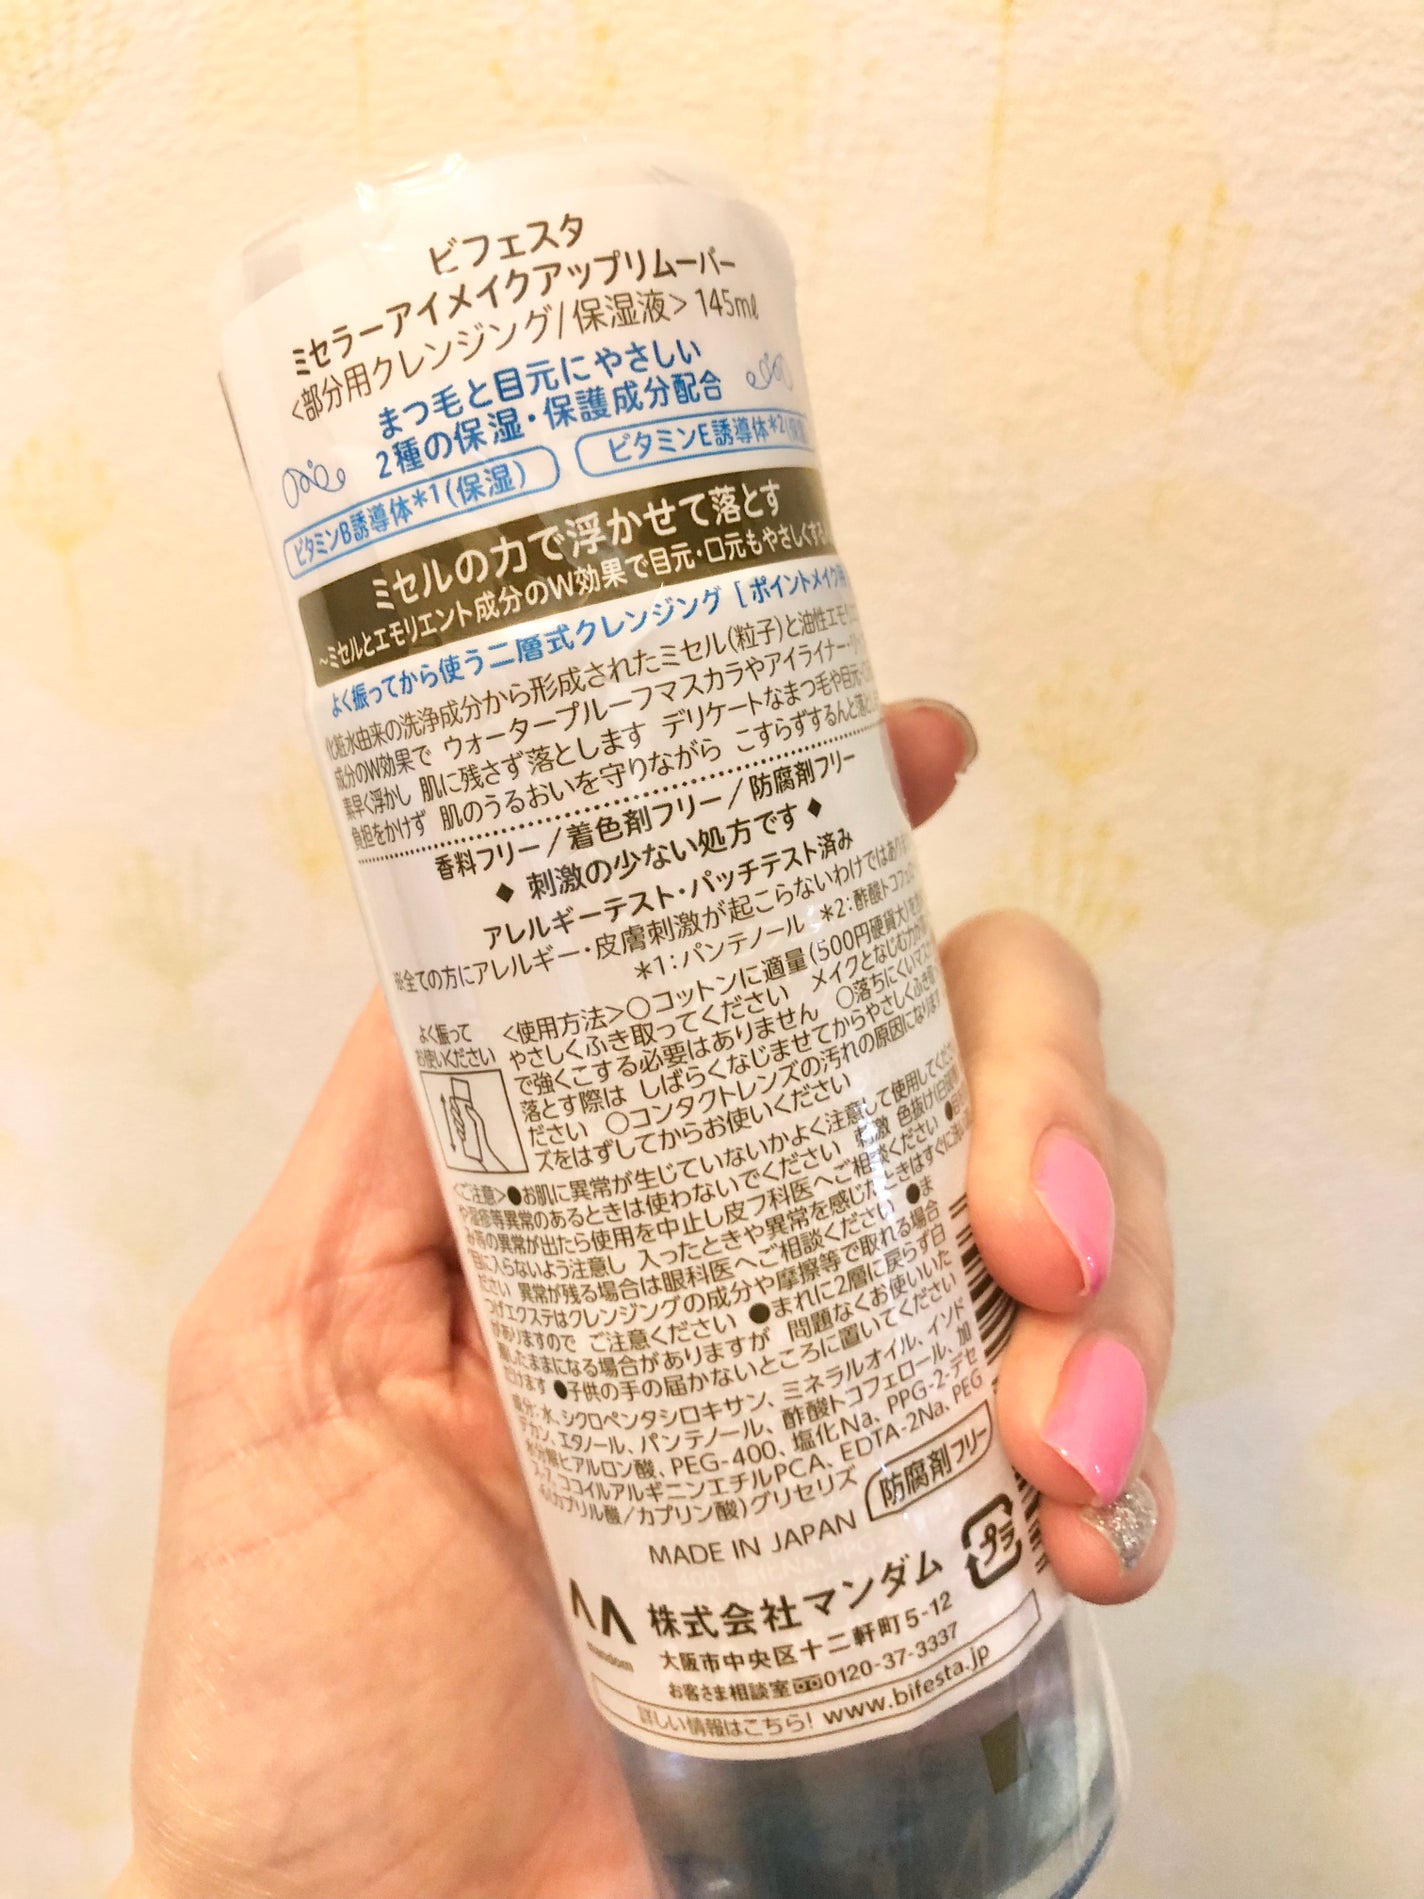 ビフェスタ
ミセラーアイメイクアップリムーバー
<部分用クレンジング/保湿液> 145mℓ
まつ毛と目元にやさしい
2種の保湿・保護成分配合
ビタミンB誘導体*1(保湿)
ビタミンE誘導体*2(保
ミセルの力で浮かせて落とす
~ミセルとエモリエント成分のW効果で目元・口元もやさしくする
よく振ってから使う二層式クレンジング [ポイントメイク用
化粧水由来の洗浄成分から形成されたミセル(粒子)と油性エモリエ
成分のW効果で ウォータープルーフマスカラやアイライナー・リ
素早く浮かし 肌に残さず落とします デリケートなまつ毛や目元・
負担をかけず 肌のうるおいを守りながら こすらずするんと落とし
香料フリー/着色剤フリー/防腐剤フリー
◆ 刺激の少ない処方です ◆
アレルギーテスト・パッチテスト済み
※全ての方にアレルギー・皮膚刺激が起こらないわけではあり
*1:パンテノール *2:酢酸トコフェ
よく振って
お使いください
<使用方法>○コットンに適量(500円硬貨大)を
やさしくふき取ってください メイクとなじむ力が
で強くこする必要はありません ○落ちにくいマス
落とす際は しばらくなじませてからやさしくふき取
ださい ○コンタクトレンズの汚れの原因になります
ズをはずしてからお使いください
<ご注意>●お肌に異常が生じていないかよく注意して使用してくだ
や湿疹等異常のあるときは使わないでください 刺激 色抜け(白斑等)
み等の異常が出たら使用を中止し皮フ科医へご相談ください ●
目に入らないよう注意し 入ったときや異常を感じたときはすぐに洗い
ださい 異常が残る場合は眼科医へご相談ください ●ま
つげエクステはクレンジングの成分や摩擦等で取れる場合
がありますので ご注意ください ●まれに2層に戻らず白
濁したままになる場合がありますが 問題なくお使いいた
だけます ●子供の手の届かないところに置いてください
成分:水、シクロペンタシロキサン、ミネラルオイル、イソド
デカン、エタノール、パンテノール、酢酸トコフェロール、加
水分解ヒアルロン酸、PEG-400、塩化Na、PPG-2-デセ
ス-7、ココイルアルギニンエチルPCA、EDTA-2Na、PEG
-6(カプリル酸/カプリン酸)グリセリズ
防腐剤フリー
MADE IN JAPAN
プラ
mandom
株式会社マンダム
大阪市中央区十二軒町5-12
お客さま相談室 0120-37-3337
詳しい情報はこちら! www.bifesta.jp